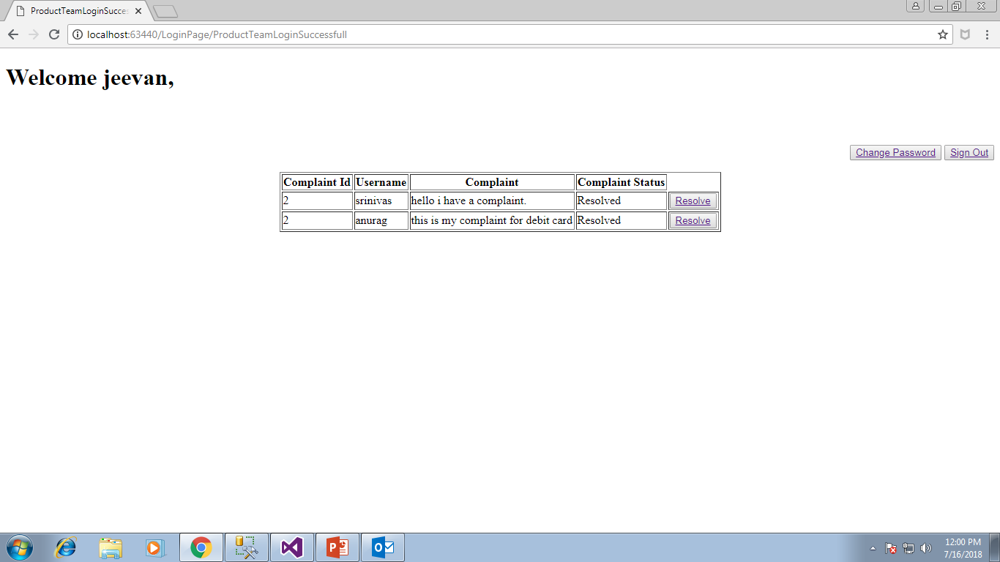 ProductTeamLoginSucces
localhost:63440/LoginPage/ProductTeamLoginSuccessfull
Welcome jeevan,
Change Password Sign Out
Complaint Id Username Complaint Complaint Status
2 srinivas hello i have a complaint. Resolved Resolve
2 anurag this is my complaint for debit card Resolved Resolve
12:00 PM
7/16/2018